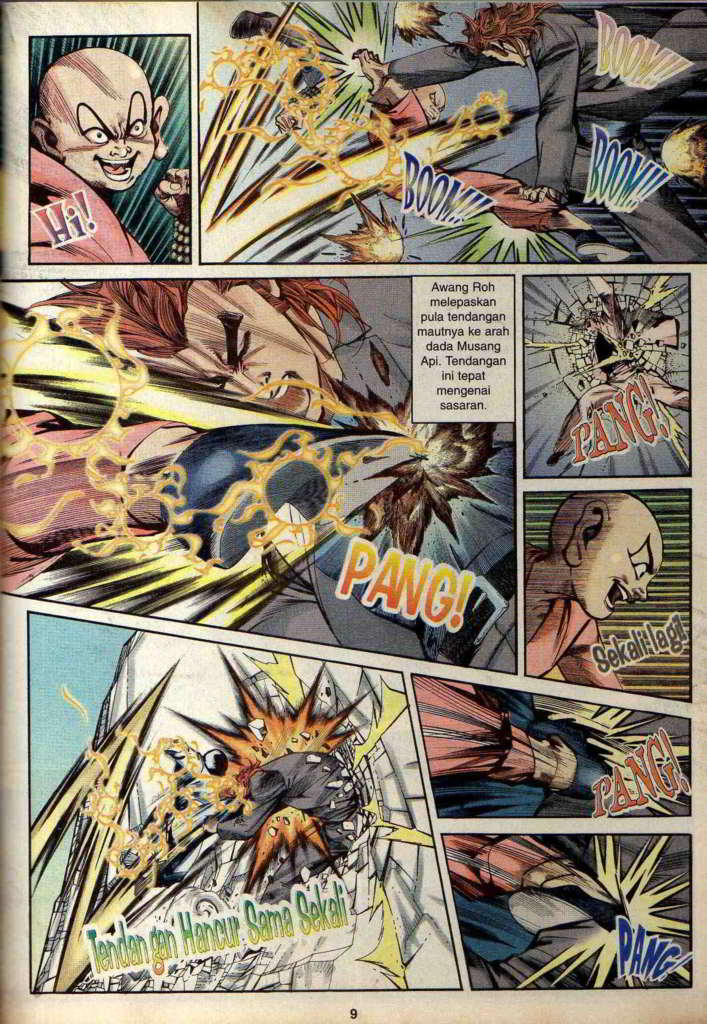 Hi!
BOOM!!!
BOOM!!!
BOOM!!!
Awang Roh
melepaskan
pula tendangan
mautnya ke arah
dada Musang
Api. Tendangan
ini tepat
mengenai
sasaran.
PANG!
PANG!
Sekali lagi!
Tendangan Hancur Sama Sekali
PANG!
PANG!
9